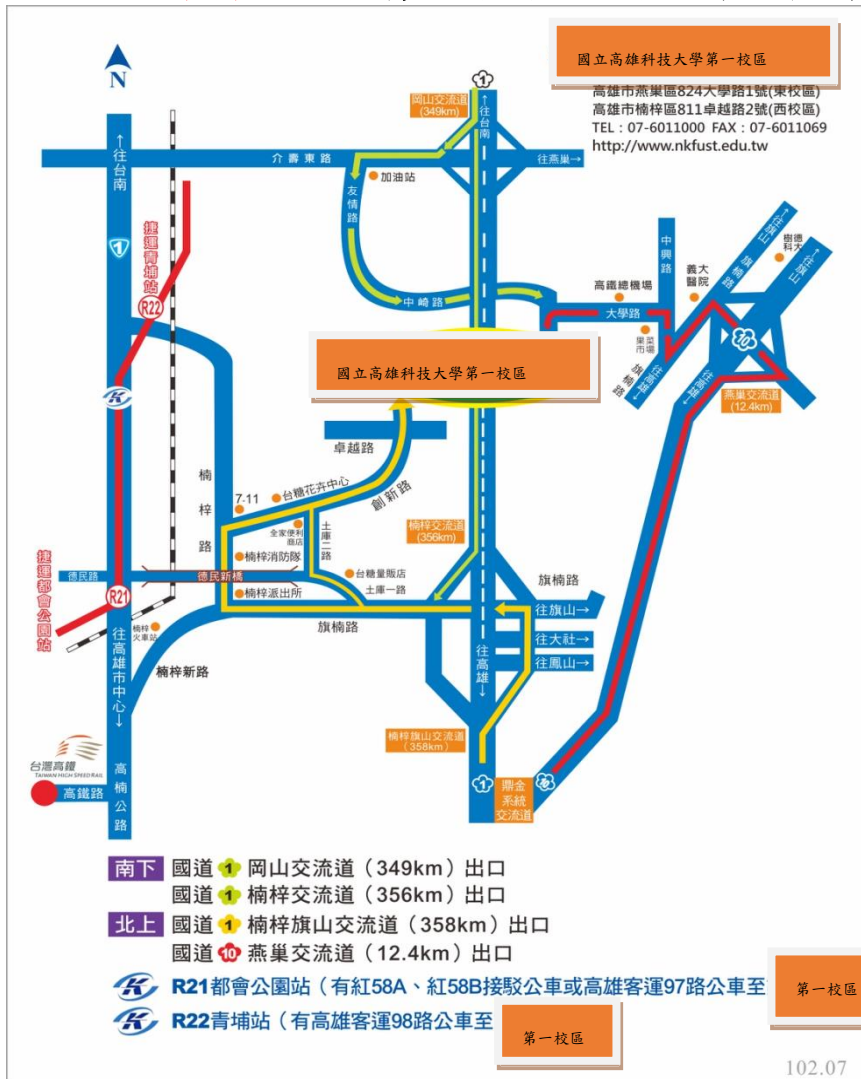 國立高雄科技大學第一校區
高雄市燕巢區824大學路1號(東校區)
高雄市楠梓區811卓越路2號(西校區)
TEL：07-6011000 FAX：07-6011069
http://www.nkfust.edu.tw
N
1
岡山交流道
(349km)
↑往台南
↑往台南
介壽東路
往燕巢→
加油站
友情路
中興路
↑往旗山
樹德科大
↑往旗山
旗楠路
義大
醫院
1
捷運青埔站
R22
高鐵總機場
中崎路
大學路
果菜
市場
10
往高雄↓
旗楠路
往高雄↓
燕巢交流道
(12.4km)
國立高雄科技大學第一校區
K
卓越路
創新路
楠梓路
7-11
台糖花卉中心
全家便利
商店
土庫二路
楠梓交流道
(356km)
楠梓消防隊
德民路
德民新橋
台糖量販店
土庫一路
旗楠路
R21
捷運都會公園站
楠梓派出所
往旗山→
旗楠路
往大社→
往鳳山→
楠梓
火車站
往高雄市中心↓
楠梓新路
往高雄↓
楠梓旗山交流道
(358km)
台灣高鐵
TAIWAN HIGH SPEED RAIL
高鐵路
高楠公路
1
鼎金
系統
交流道
南下 國道 1 岡山交流道（349km）出口
國道 1 楠梓交流道（356km）出口
北上 國道 1 楠梓旗山交流道（358km）出口
國道 10 燕巢交流道（12.4km）出口
K R21都會公園站（有紅58A、紅58B接駁公車或高雄客運97路公車至
第一校區
K R22青埔站（有高雄客運98路公車至
第一校區
102.07